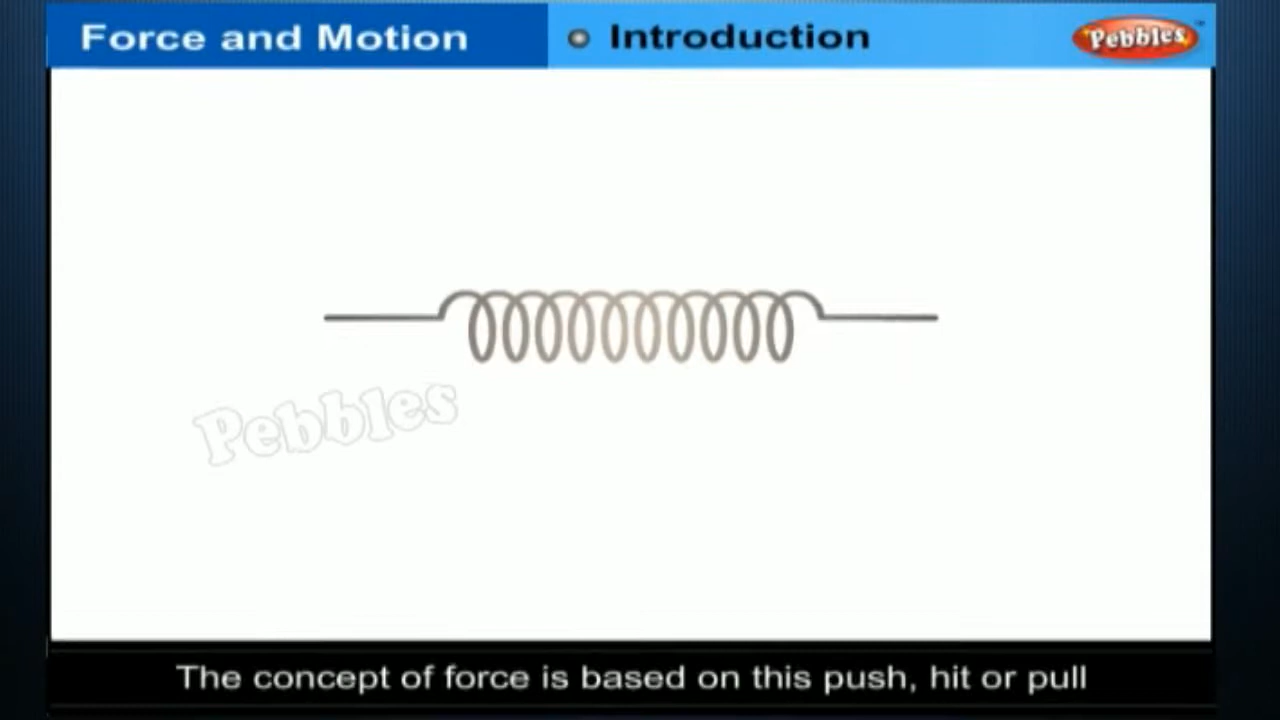 Force and Motion
Introduction
Pebbles
Pebbles
The concept of force is based on this push, hit or pull